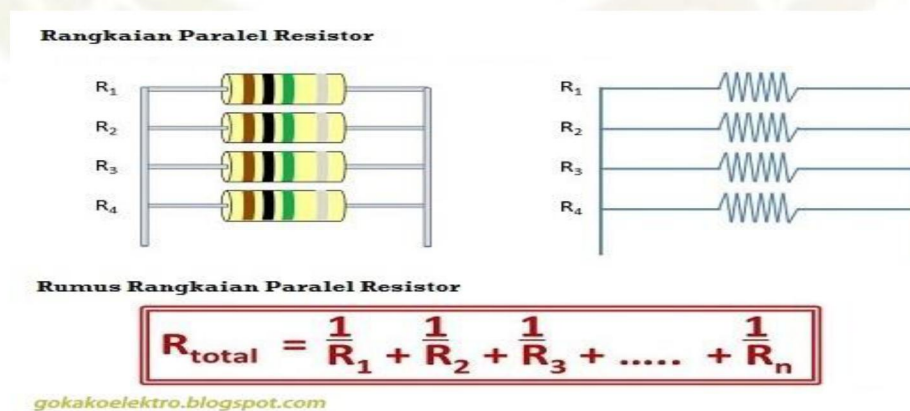 Rangkaian Paralel Resistor
R₁
R₂
R₃
R₄
R₁
R₂
R₃
R₄
Rumus Rangkaian Paralel Resistor
R_total = 1/R₁ + 1/R₂ + 1/R₃ + ..... + 1/Rₙ
gokakoelektro.blogspot.com